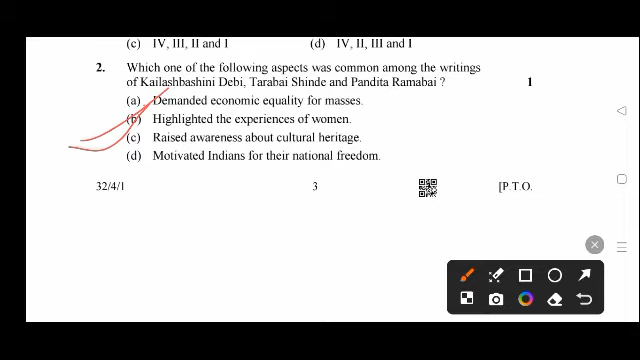 (c) IV, III, II and I (d) IV, II, III and I
2. Which one of the following aspects was common among the writings
of Kailashbashini Debi, Tarabai Shinde and Pandita Ramabai ? 1
(a) Demanded economic equality for masses.
(b) Highlighted the experiences of women.
(c) Raised awareness about cultural heritage.
(d) Motivated Indians for their national freedom.
32/4/1 3 [P.T.O.